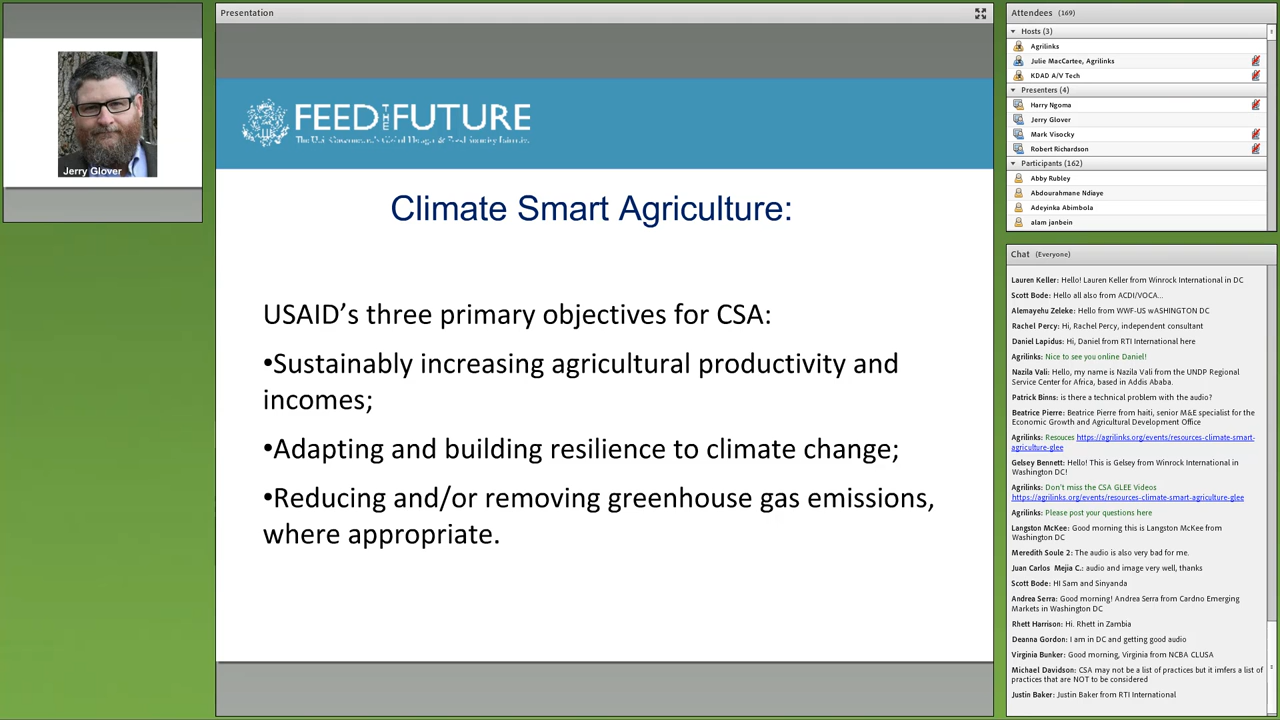 Jerry Glover
Presentation
FEED THE FUTURE
The U.S. Government's Global Hunger & Food Security Initiative
Climate Smart Agriculture:
USAID’s three primary objectives for CSA:
•Sustainably increasing agricultural productivity and
incomes;
•Adapting and building resilience to climate change;
•Reducing and/or removing greenhouse gas emissions,
where appropriate.
Attendees (169)
Hosts (3)
Agrilinks
Julie MacCartee, Agrilinks
KDAD A/V Tech
Presenters (4)
Harry Ngoma
Jerry Glover
Mark Visocky
Robert Richardson
Participants (162)
Abby Rubley
Abdourahmane Ndiaye
Adeyinka Abimbola
alam janbein
Chat (Everyone)
Lauren Keller: Hello! Lauren Keller from Winrock International in DC
Scott Bode: Hello all also from ACDI/VOCA...
Alemayehu Zeleke: Hello from WWF-US wASHINGTON DC
Rachel Percy: Hi, Rachel Percy, independent consultant
Daniel Lapidus: Hi, Daniel from RTI International here
Agrilinks: Nice to see you online Daniel!
Nazila Vali: Hello, my name is Nazila Vali from the UNDP Regional
Service Center for Africa, based in Addis Ababa.
Patrick Binns: is there a technical problem with the audio?
Beatrice Pierre: Beatrice Pierre from haiti, senior M&E specialist for the
Economic Growth and Agricultural Development Office
Agrilinks: Resouces https://agrilinks.org/events/resources-climate-smart-
agriculture-glee
Gelsey Bennett: Hello! This is Gelsey from Winrock International in
Washington DC!
Agrilinks: Don't miss the CSA GLEE Videos
https://agrilinks.org/events/resources-climate-smart-agriculture-glee
Agrilinks: Please post your questions here
Langston McKee: Good morning this is Langston McKee from
Washington DC
Meredith Soule 2: The audio is also very bad for me.
Juan Carlos Mejia C.: audio and image very well, thanks
Scott Bode: HI Sam and Sinyanda
Andrea Serra: Good morning! Andrea Serra from Cardno Emerging
Markets in Washington DC
Rhett Harrison: Hi. Rhett in Zambia
Deanna Gordon: I am in DC and getting good audio
Virginia Bunker: Good morning, Virginia from NCBA CLUSA
Michael Davidson: CSA may not be a list of practices but it imfers a list of
practices that are NOT to be considered
Justin Baker: Justin Baker from RTI International